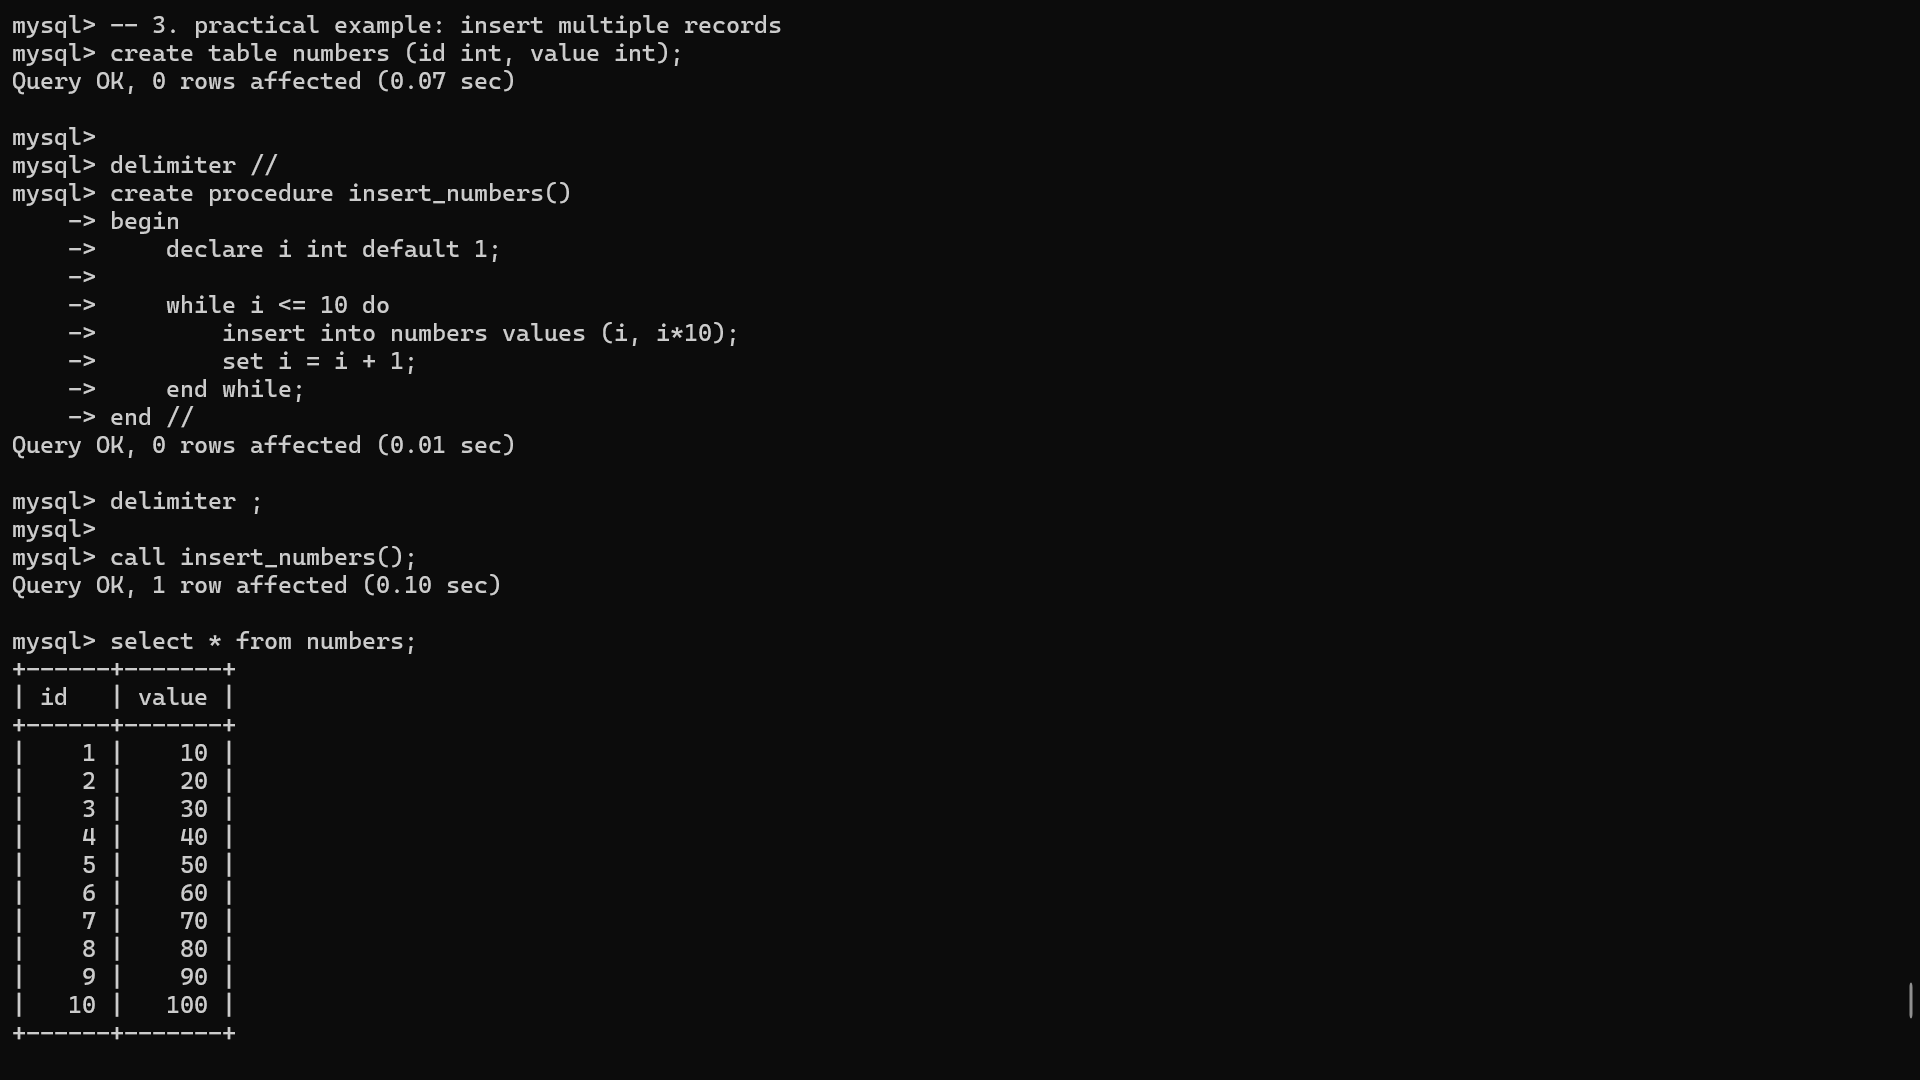 mysql> -- 3. practical example: insert multiple records
mysql> create table numbers (id int, value int);
Query OK, 0 rows affected (0.07 sec)

mysql>
mysql> delimiter //
mysql> create procedure insert_numbers()
    -> begin
    ->     declare i int default 1;
    ->
    ->     while i <= 10 do
    ->         insert into numbers values (i, i*10);
    ->         set i = i + 1;
    ->     end while;
    -> end //
Query OK, 0 rows affected (0.01 sec)

mysql> delimiter ;
mysql>
mysql> call insert_numbers();
Query OK, 1 row affected (0.10 sec)

mysql> select * from numbers;
+------+-------+
| id   | value |
+------+-------+
|    1 |    10 |
|    2 |    20 |
|    3 |    30 |
|    4 |    40 |
|    5 |    50 |
|    6 |    60 |
|    7 |    70 |
|    8 |    80 |
|    9 |    90 |
|   10 |   100 |
+------+-------+